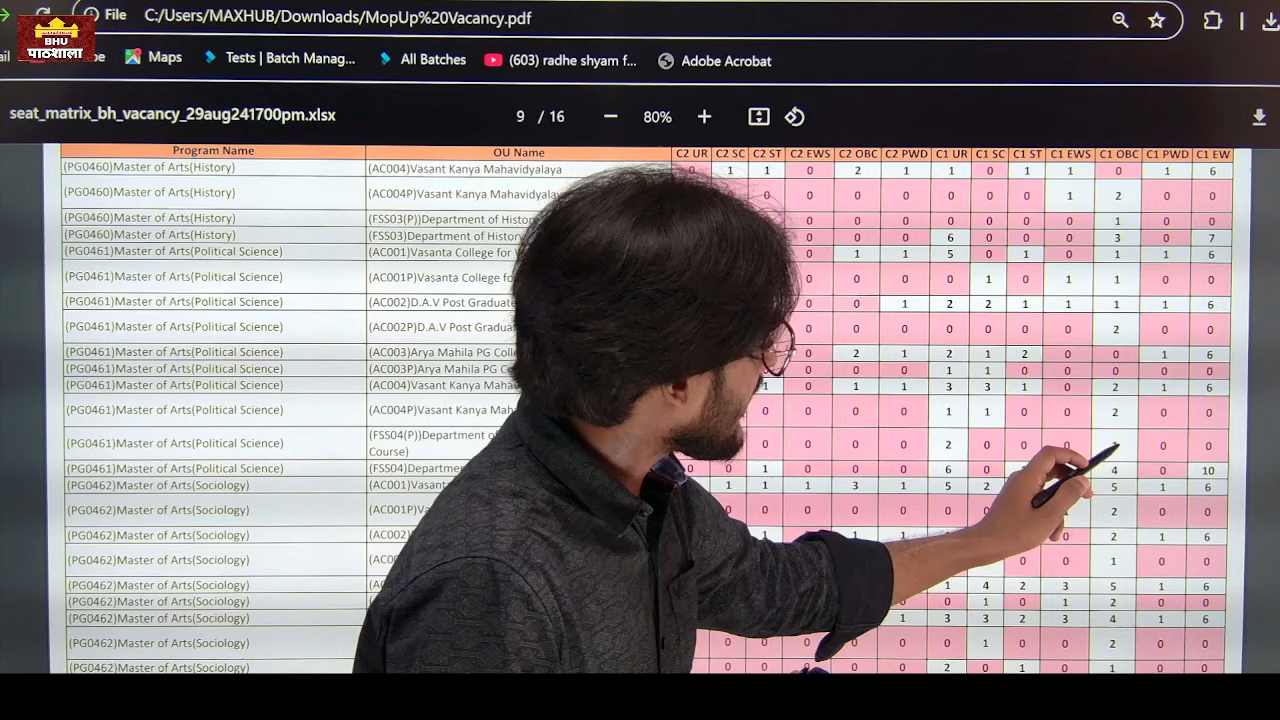 File C:/Users/MAXHUB/Downloads/MopUp%20Vacancy.pdf
BHU
पाठशाला
Maps Tests | Batch Manag... All Batches (603) radhe shyam f... Adobe Acrobat
seat_matrix_bh_vacancy_29aug241700pm.xlsx 9 / 16 80%
Program Name OU Name C2 UR C2 SC C2 ST C2 EWS C2 OBC C2 PWD C1 UR C1 SC C1 ST C1 EWS C1 OBC C1 PWD C1 EW
(PG0460)Master of Arts(History) (AC004)Vasant Kanya Mahavidyalaya 1 1 0 2 1 1 0 1 1 0 1 6
(PG0460)Master of Arts(History) (AC004P)Vasant Kanya 0 0 0 0 0 0 0 1 2 0 0
(PG0460)Master of Arts(History) (FSS03(P))Department of 0 0 0 0 0 0 0 1 0 0
(PG0460)Master of Arts(History) (FSS03)Department of 0 0 0 6 0 0 0 3 0 7
(PG0461)Master of Arts(Political Science) (AC001)Vasanta College for 0 1 1 5 0 1 0 1 1 6
(PG0461)Master of Arts(Political Science) (AC001P)Vasanta College 0 0 0 0 1 0 1 1 0 0
(PG0461)Master of Arts(Political Science) (AC002)D.A.V Post 0 0 1 2 2 1 1 1 1 6
(PG0461)Master of Arts(Political Science) (AC002P)D.A.V Post 0 0 0 0 0 0 0 2 0 0
(PG0461)Master of Arts(Political Science) (AC003)Arya Mahila PG 0 2 1 2 1 2 0 0 1 6
(PG0461)Master of Arts(Political Science) (AC003P)Arya Mahila PG 0 0 0 1 1 0 0 0 0 0
(PG0461)Master of Arts(Political Science) (AC004)Vasant Kanya 1 0 1 1 3 3 1 0 2 1 6
(PG0461)Master of Arts(Political Science) (AC004P)Vasant Kanya 0 0 0 0 1 1 0 0 2 0 0
(PG0461)Master of Arts(Political Science) (FSS04(P))Department 0 0 0 0 2 0 0 0 0 0
Course)
(PG0461)Master of Arts(Political Science) (FSS04)Department 0 0 1 0 0 0 6 0 4 0 10
(PG0462)Master of Arts(Sociology) (AC001)Vasant 1 1 1 3 1 5 2 5 1 6
(PG0462)Master of Arts(Sociology) 0 0 0 0 0 0 0 0 2 0 0
(PG0462)Master of Arts(Sociology) (AC002) 1 1 1 0 2 1 6
(PG0462)Master of Arts(Sociology) 0 0 1 0 0
(PG0462)Master of Arts(Sociology) 1 4 2 3 5 1 6
(PG0462)Master of Arts(Sociology) 0 0 1 0 1 2 0 0
(PG0462)Master of Arts(Sociology) 1 3 3 2 3 4 1 6
(PG0462)Master of Arts(Sociology) 0 0 0 0 0 0 1 0 0 2 0 0
(PG0462)Master of Arts(Sociology) 0 0 0 0 0 2 0 1 0 1 0 0